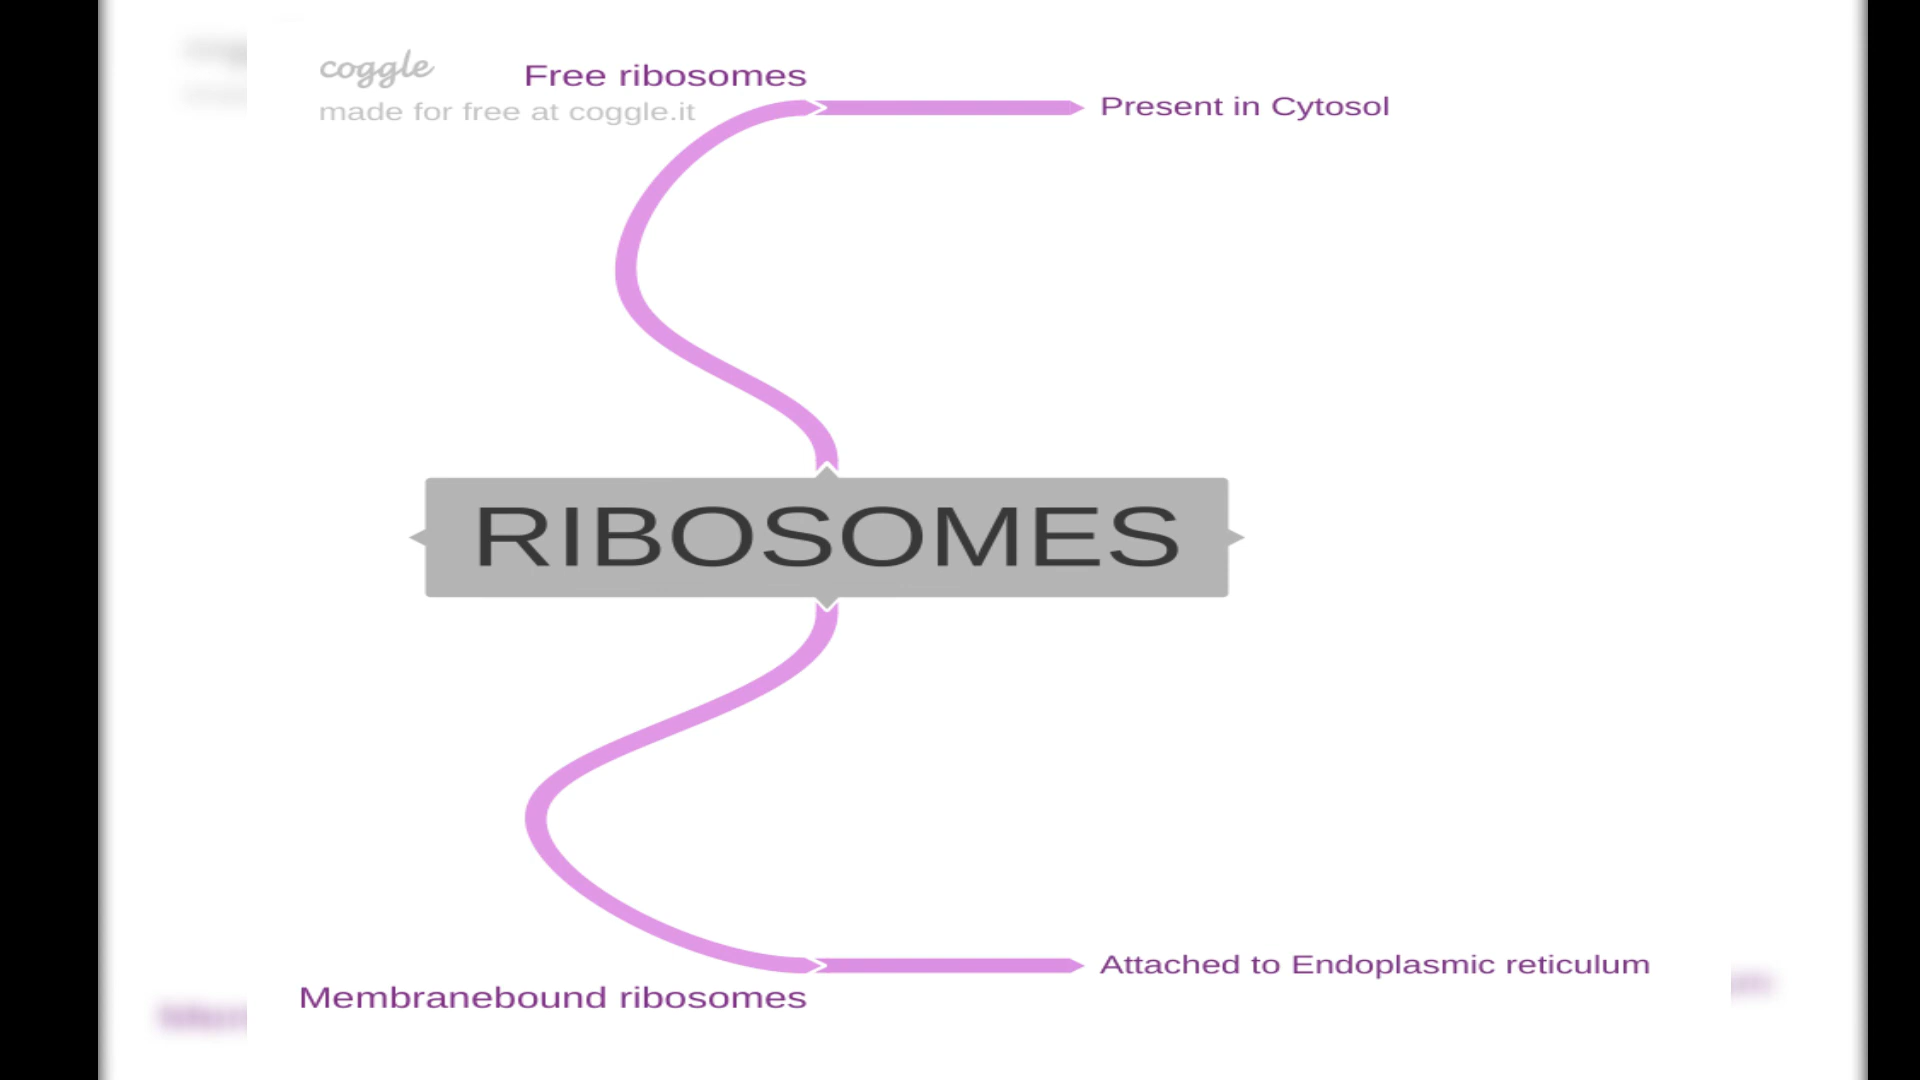 coggle
made for free at coggle.it
Free ribosomes
Present in Cytosol
RIBOSOMES
Attached to Endoplasmic reticulum
Membranebound ribosomes